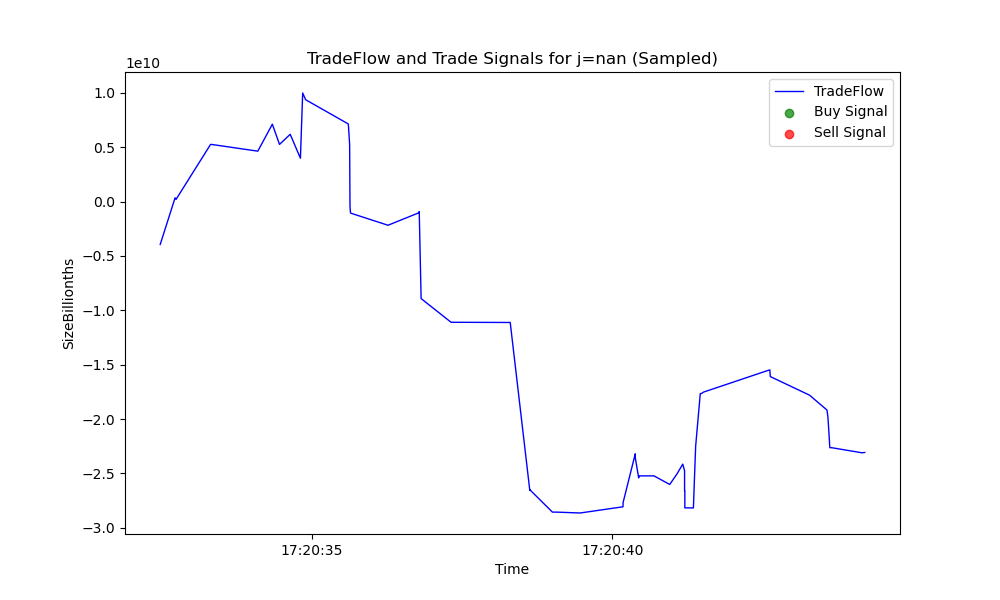 TradeFlow and Trade Signals for j=nan (Sampled)
1e10
TradeFlow
Buy Signal
Sell Signal
1.0
0.5
0.0
−0.5
−1.0
−1.5
−2.0
−2.5
−3.0
SizeBillionths
17:20:35 17:20:40
Time